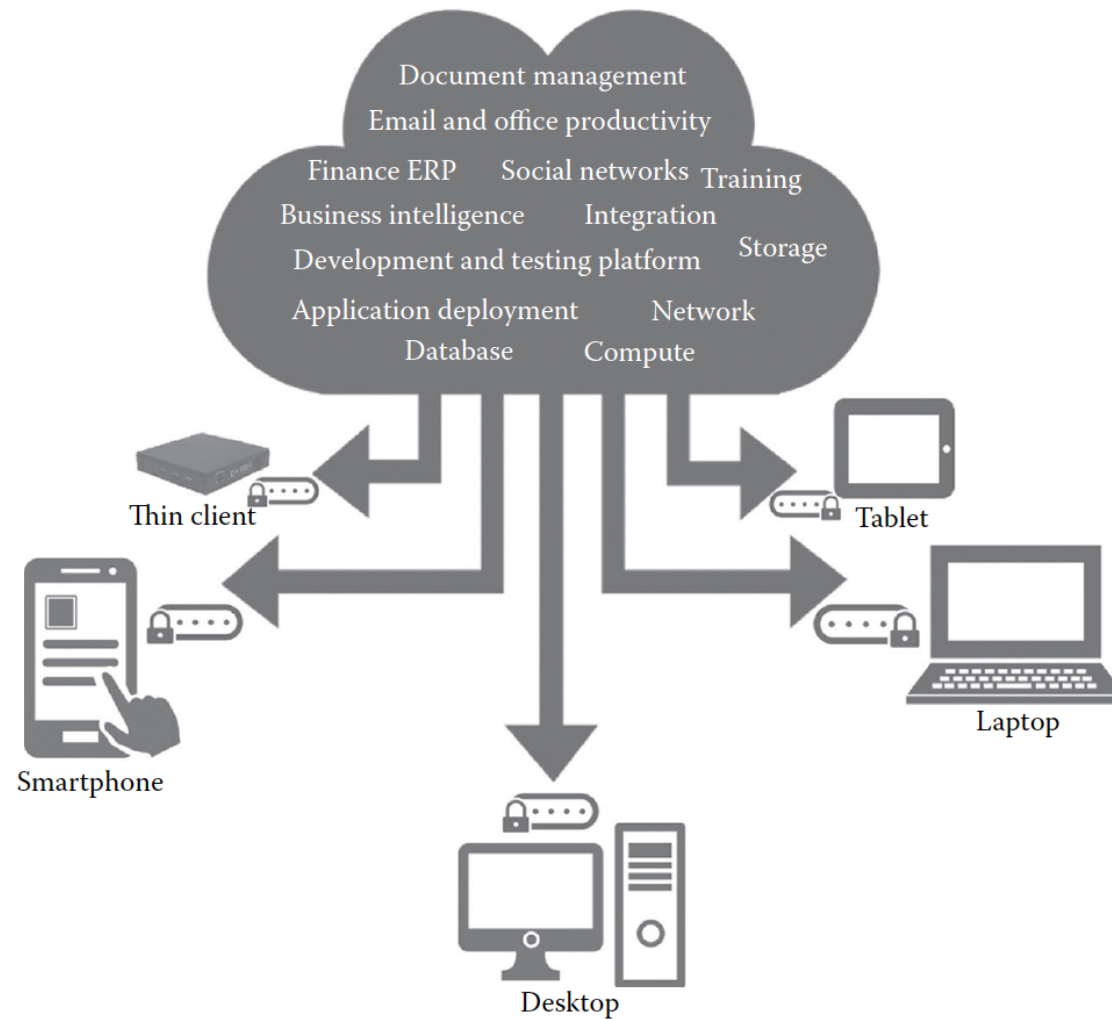 Document management
Email and office productivity
Finance ERP
Social networks
Training
Business intelligence
Integration
Storage
Development and testing platform
Application deployment
Network
Database
Compute
Thin client
Tablet
Smartphone
Laptop
Desktop